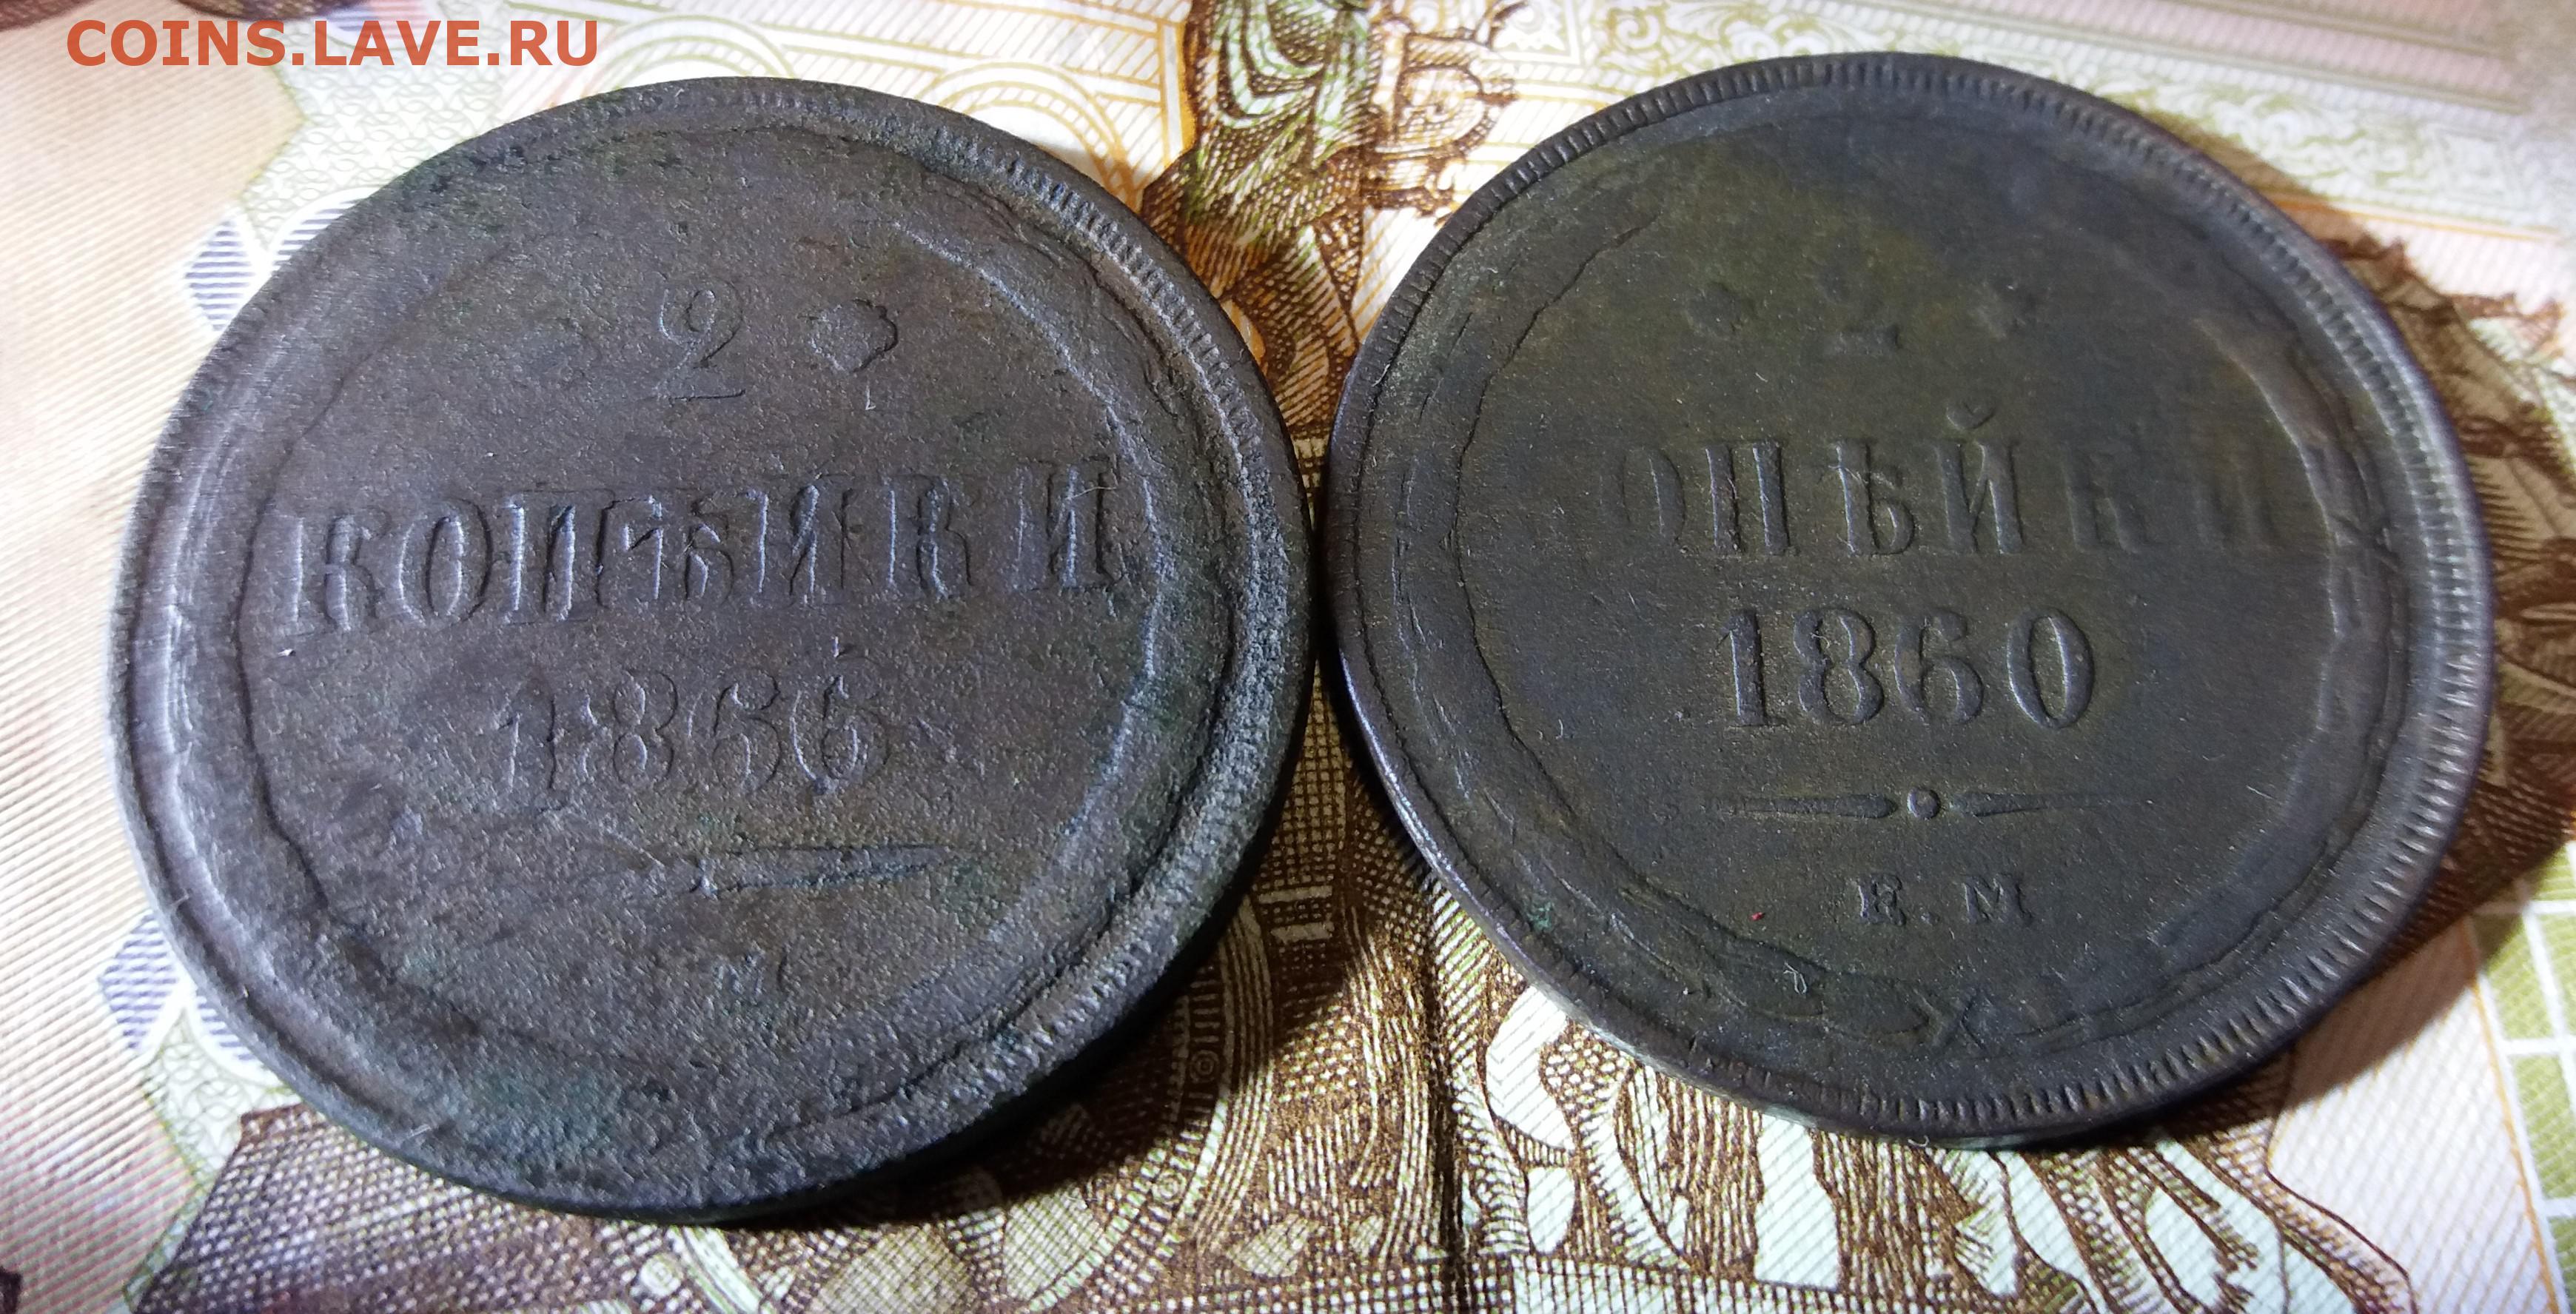 COINS.LAVE.RU
2
КОПѢЙКИ
1866
М
ОПѢЙКИ
1860
Е.М